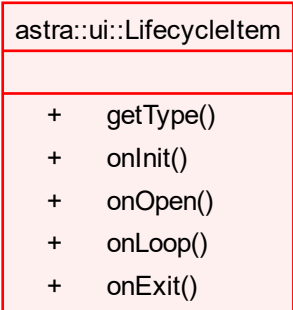 astra::ui::LifecycleItem
+ getType()
+ onInit()
+ onOpen()
+ onLoop()
+ onExit()